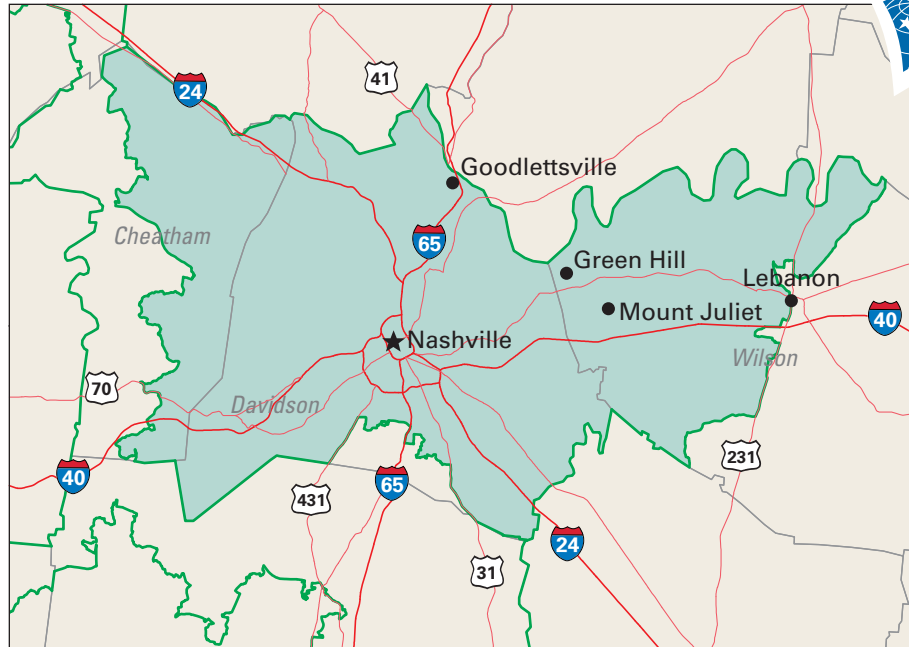 41
24
Goodlettsville
Cheatham
65
Green Hill
Lebanon
Mount Juliet
40
Nashville
Wilson
70
Davidson
231
40
65
431
24
31